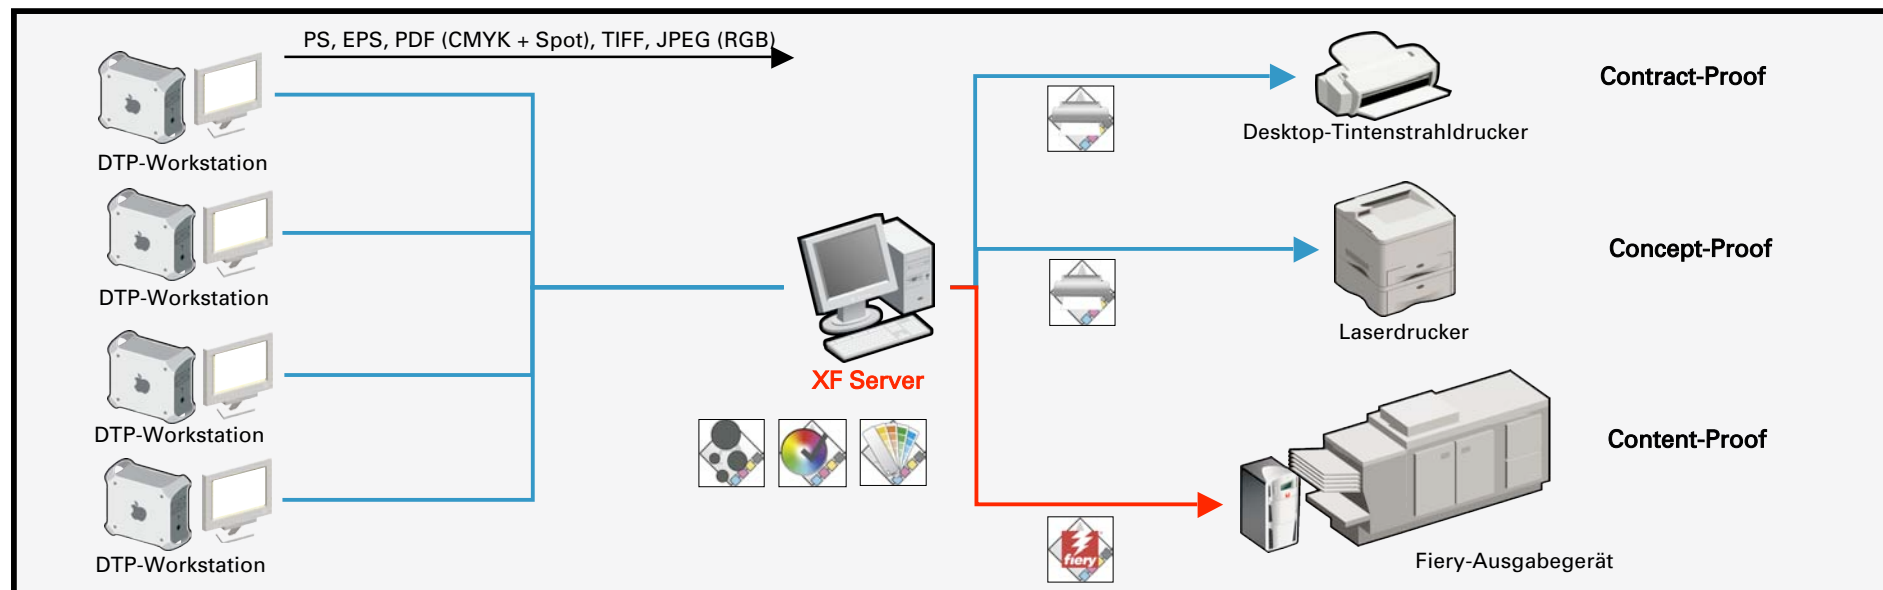 PS, EPS, PDF (CMYK + Spot), TIFF, JPEG (RGB)
DTP-Workstation
DTP-Workstation
DTP-Workstation
DTP-Workstation
XF Server
Desktop-Tintenstrahldrucker
Contract-Proof
Laserdrucker
Concept-Proof
fiery
Fiery-Ausgabegerät
Content-Proof